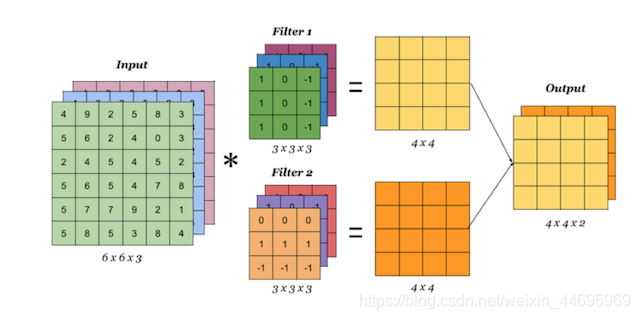 Input
4 9 2 5 8 3
5 6 2 4 0 3
2 4 5 4 5 2
5 6 5 4 7 8
5 7 7 9 2 1
5 8 5 3 8 4
6 x 6 x 3
*
Filter 1
1 0 -1
1 0 -1
1 0 -1
3 x 3 x 3
=
4 x 4
Filter 2
1 0 1
0 0 0
1 1 1
-1 -1 -1
3 x 3 x 3
=
4 x 4
Output
4 x 4 x 2
https://blog.csdn.net/weixin_44695969